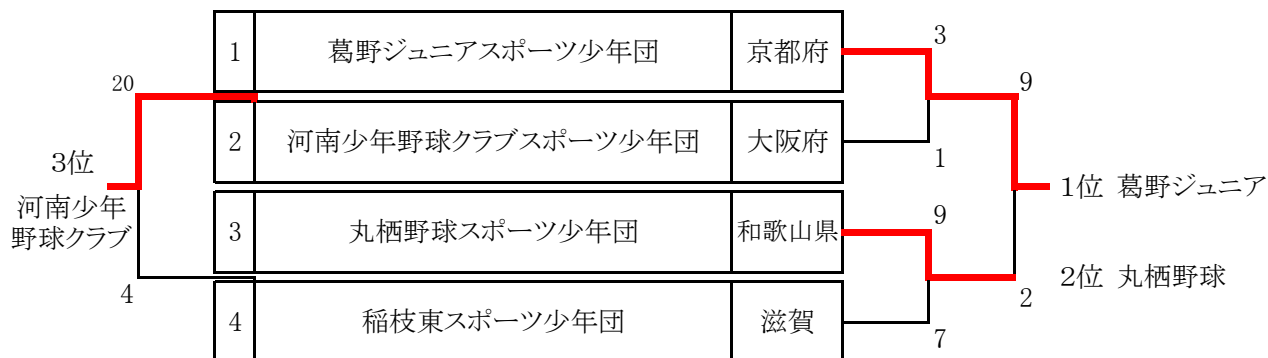 1 葛野ジュニアスポーツ少年団 京都府 3
20 9
2 河南少年野球クラブスポーツ少年団 大阪府 1
3位
河南少年
野球クラブ
1位 葛野ジュニア
3 丸栖野球スポーツ少年団 和歌山県 9
2位 丸栖野球
4 2
4 稲枝東スポーツ少年団 滋賀 7